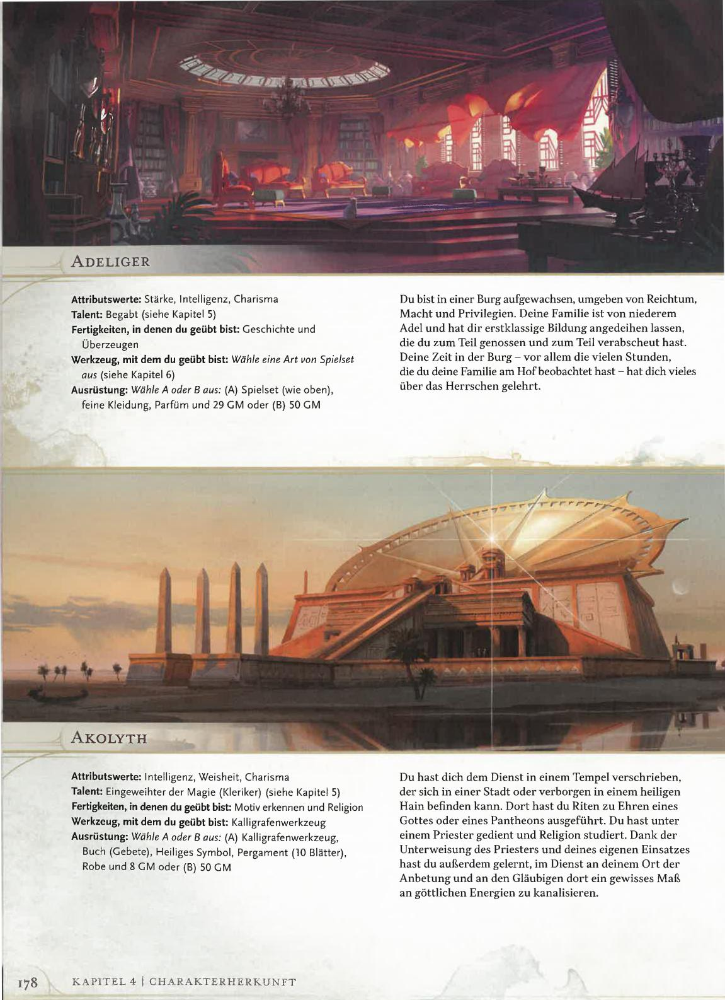 ADELIGER
Attributswerte: Stärke, Intelligenz, Charisma
Talent: Begabt (siehe Kapitel 5)
Fertigkeiten, in denen du geübt bist: Geschichte und
Überzeugen
Werkzeug, mit dem du geübt bist: Wähle eine Art von Spielset
aus (siehe Kapitel 6)
Ausrüstung: Wähle A oder B aus: (A) Spielset (wie oben),
feine Kleidung, Parfüm und 29 GM oder (B) 50 GM
Du bist in einer Burg aufgewachsen, umgeben von Reichtum,
Macht und Privilegien. Deine Familie ist von niederem
Adel und hat dir erstklassige Bildung angedeihen lassen,
die du zum Teil genossen und zum Teil verabscheut hast.
Deine Zeit in der Burg – vor allem die vielen Stunden,
die du deine Familie am Hof beobachtet hast – hat dich vieles
über das Herrschen gelehrt.
AKOLYTH
Attributswerte: Intelligenz, Weisheit, Charisma
Talent: Eingeweihter der Magie (Kleriker) (siehe Kapitel 5)
Fertigkeiten, in denen du geübt bist: Motiv erkennen und Religion
Werkzeug, mit dem du geübt bist: Kalligrafenwerkzeug
Ausrüstung: Wähle A oder B aus: (A) Kalligrafenwerkzeug,
Buch (Gebete), Heiliges Symbol, Pergament (10 Blätter),
Robe und 8 GM oder (B) 50 GM
Du hast dich dem Dienst in einem Tempel verschrieben,
der sich in einer Stadt oder verborgen in einem heiligen
Hain befinden kann. Dort hast du Riten zu Ehren eines
Gottes oder eines Pantheons ausgeführt. Du hast unter
einem Priester gedient und Religion studiert. Dank der
Unterweisung des Priesters und deines eigenen Einsatzes
hast du außerdem gelernt, im Dienst an deinem Ort der
Anbetung und an den Gläubigen dort ein gewisses Maß
an göttlichen Energien zu kanalisieren.
178 KAPITEL 4 | CHARAKTERHERKUNFT